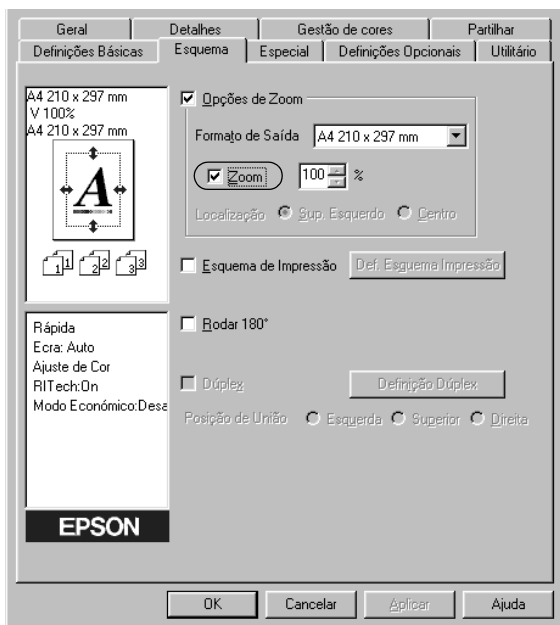 Geral Detalhes Gestão de cores Partilhar
Definições Básicas Esquema Especial Definições Opcionais Utilitário
A4 210 x 297 mm
V 100%
A4 210 x 297 mm
A
1 1 2 2 3 3
Opções de Zoom
Formato de Saída A4 210 x 297 mm
Zoom 100 %
Localização Sup. Esquerdo Centro
Esquema de Impressão Def. Esquema Impressão
Rodar 180°
Dúplex Definição Dúplex
Posição de União Esquerda Superior Direita
Rápida
Ecra: Auto
Ajuste de Cor
RITech:On
Modo Económico:Desa
EPSON
OK Cancelar Aplicar Ajuda